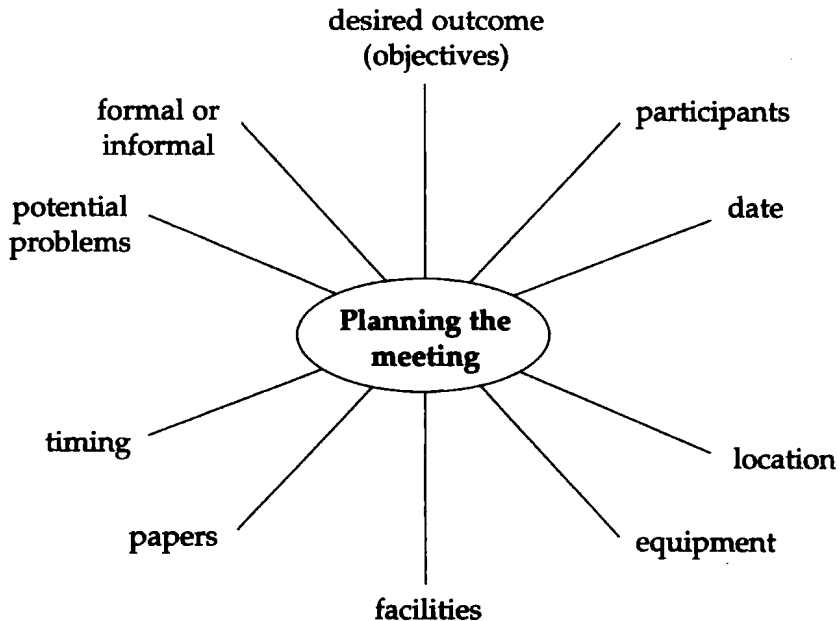 desired outcome
(objectives)
formal or
informal
participants
potential
problems
date
Planning the
meeting
timing
location
papers
equipment
facilities